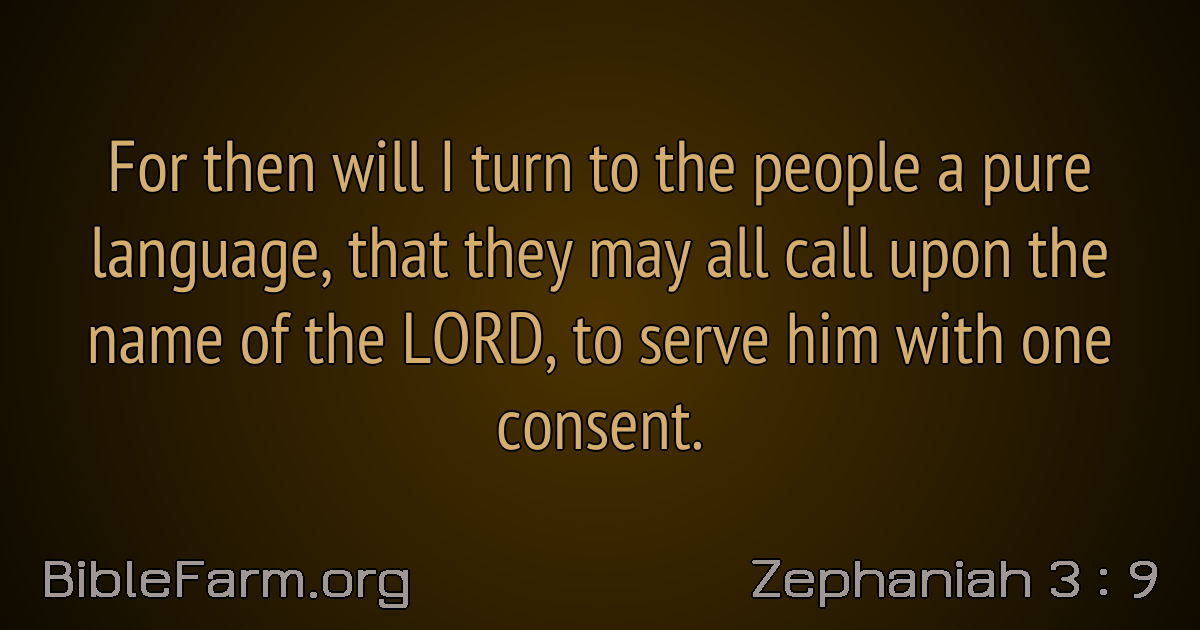 For then will I turn to the people a pure
language, that they may all call upon the
name of the LORD, to serve him with one
consent.
BibleFarm.org
Zephaniah 3 : 9